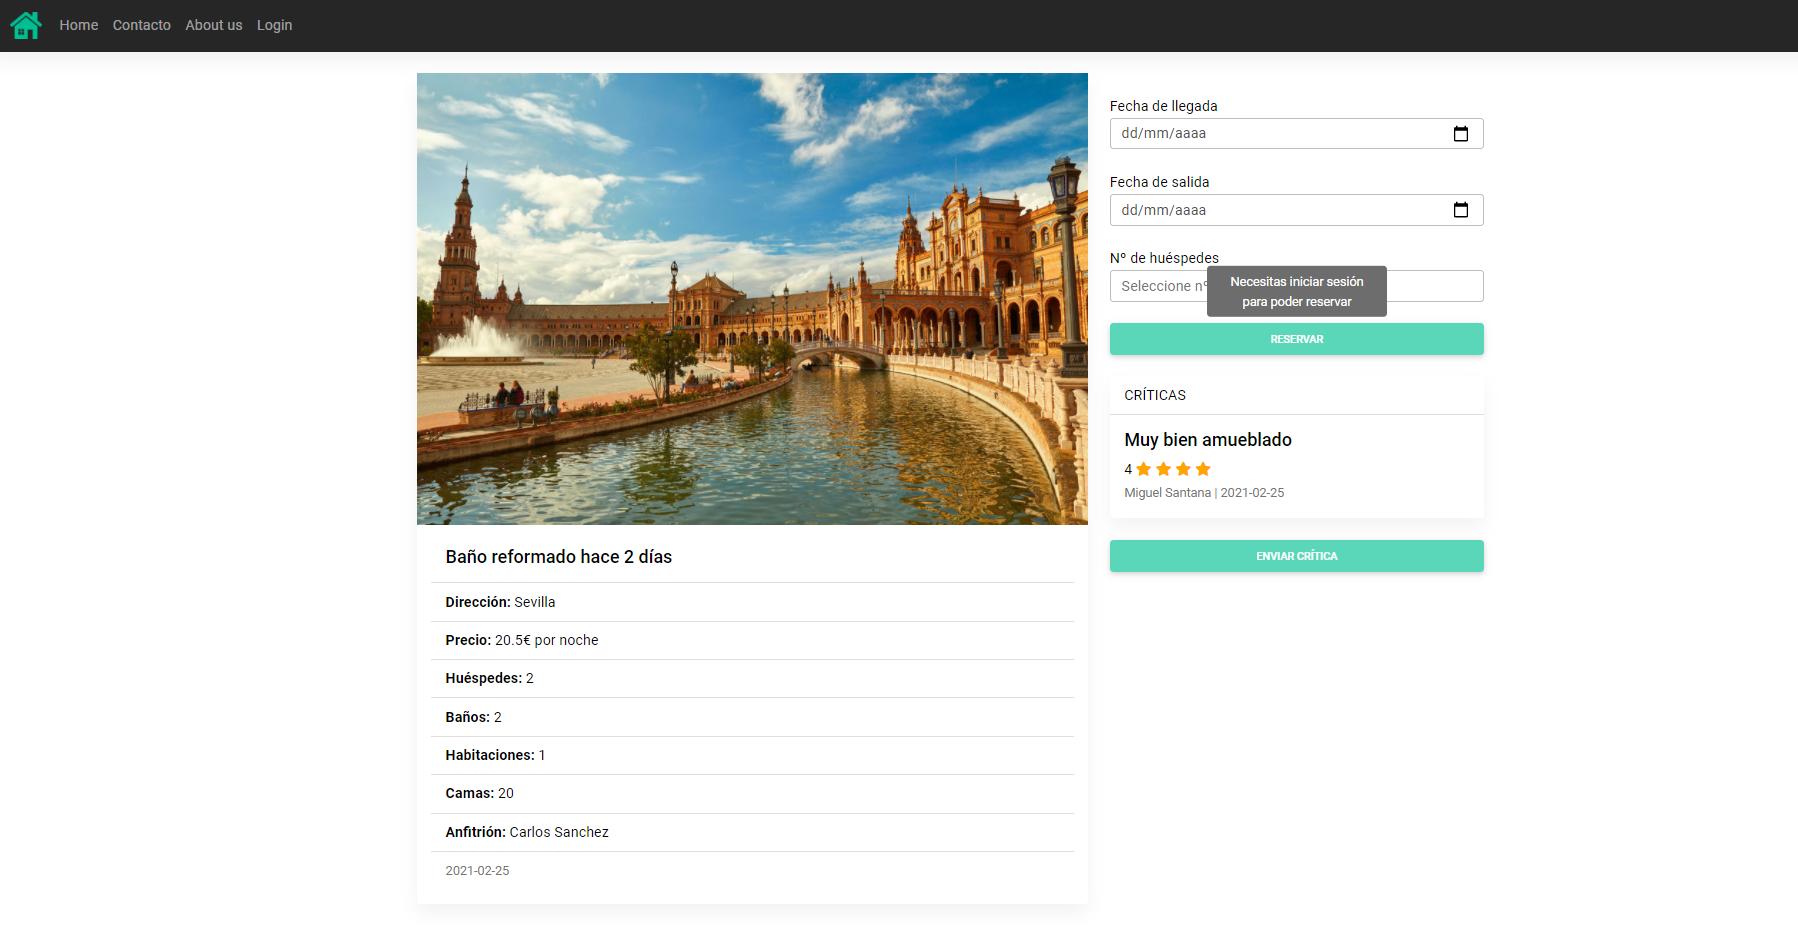 Home Contacto About us Login
Baño reformado hace 2 días
Dirección: Sevilla
Precio: 20.5€ por noche
Huéspedes: 2
Baños: 2
Habitaciones: 1
Camas: 20
Anfitrión: Carlos Sanchez
2021-02-25
Fecha de llegada
dd/mm/aaaa
Fecha de salida
dd/mm/aaaa
Nº de huéspedes
Seleccione nº
Necesitas iniciar sesión
para poder reservar
RESERVAR
CRÍTICAS
Muy bien amueblado
4
Miguel Santana | 2021-02-25
ENVIAR CRÍTICA